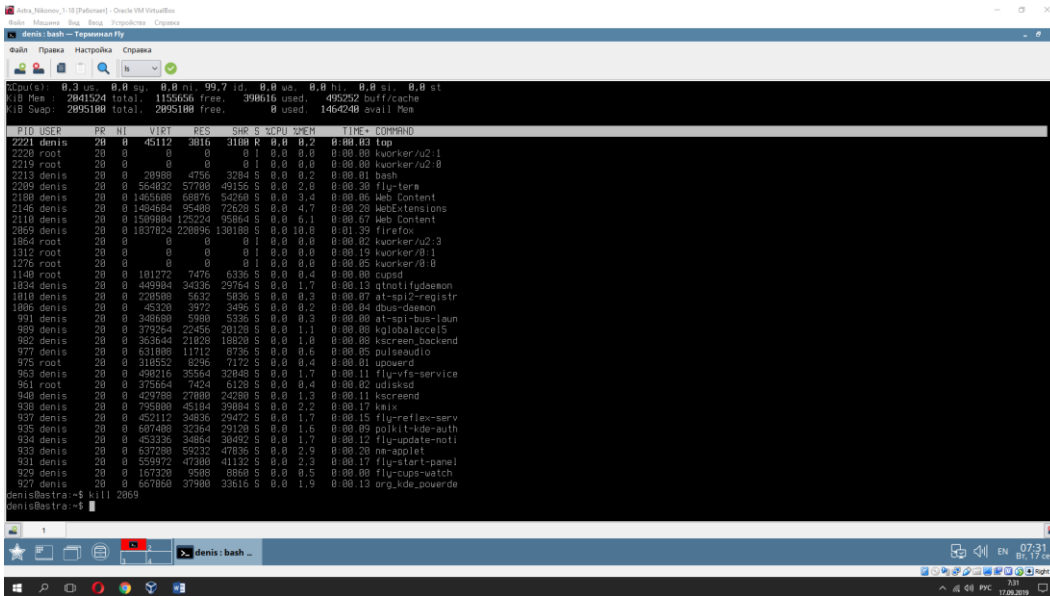 Astra_Nikonov_1-18 [Работает] - Oracle VM VirtualBox
Файл Машина Вид Ввод Устройства Справка
denis : bash — Терминал Fly
Файл Правка Настройка Справка
ls
%Cpu(s): 0,3 us, 0,0 sy, 0,0 ni, 99,7 id, 0,0 wa, 0,0 hi, 0,0 si, 0,0 st
KiB Mem : 2041524 total, 1155656 free, 390616 used, 495252 buff/cache
KiB Swap: 2095100 total, 2095100 free, 0 used. 1464240 avail Mem
PID USER PR NI VIRT RES SHR S %CPU %MEM TIME+ COMMAND
2221 denis 20 0 45112 3816 3180 R 0,0 0,2 0:00.03 top
2220 root 20 0 0 0 0 I 0,0 0,0 0:00.00 kworker/u2:1
2219 root 20 0 0 0 0 I 0,0 0,0 0:00.00 kworker/u2:0
2213 denis 20 0 20988 4756 3284 S 0,0 0,2 0:00.01 bash
2209 denis 20 0 564032 57700 49156 S 0,0 2,8 0:00.30 fly-term
2180 denis 20 0 1465608 68876 54260 S 0,0 3,4 0:00.06 Web Content
2146 denis 20 0 1484684 95408 72628 S 0,0 4,7 0:00.28 WebExtensions
2110 denis 20 0 1509804 125224 95864 S 0,0 6,1 0:00.67 Web Content
2069 denis 20 0 1837824 220896 130188 S 0,0 10,8 0:01.39 firefox
1864 root 20 0 0 0 0 I 0,0 0,0 0:00.02 kworker/u2:3
1312 root 20 0 0 0 0 I 0,0 0,0 0:00.19 kworker/0:1
1276 root 20 0 0 0 0 I 0,0 0,0 0:00.05 kworker/0:0
1140 root 20 0 101272 7476 6336 S 0,0 0,4 0:00.00 cupsd
1034 denis 20 0 449904 34336 29764 S 0,0 1,7 0:00.13 qtnotifydaemon
1010 denis 20 0 220508 5632 5036 S 0,0 0,3 0:00.07 at-spi2-registr
1006 denis 20 0 45320 3972 3496 S 0,0 0,2 0:00.04 dbus-daemon
991 denis 20 0 348680 5980 5336 S 0,0 0,3 0:00.00 at-spi-bus-laun
989 denis 20 0 379264 22456 20128 S 0,0 1,1 0:00.08 kglobalaccel5
982 denis 20 0 363644 21028 18820 S 0,0 1,0 0:00.08 kscreen_backend
977 denis 20 0 631808 11712 8736 S 0,0 0,6 0:00.05 pulseaudio
975 root 20 0 310552 8296 7172 S 0,0 0,4 0:00.01 upowerd
963 denis 20 0 490216 35564 32048 S 0,0 1,7 0:00.11 fly-vfs-service
961 root 20 0 375664 7424 6128 S 0,0 0,4 0:00.02 udisksd
940 denis 20 0 429788 27000 24280 S 0,0 1,3 0:00.11 kscreend
938 denis 20 0 795800 45184 39084 S 0,0 2,2 0:00.17 kmix
937 denis 20 0 452112 34836 29472 S 0,0 1,7 0:00.15 fly-reflex-serv
935 denis 20 0 607408 32364 29120 S 0,0 1,6 0:00.09 polkit-kde-auth
934 denis 20 0 453336 34864 30492 S 0,0 1,7 0:00.12 fly-update-noti
933 denis 20 0 637280 59232 47836 S 0,0 2,9 0:00.20 nm-applet
931 denis 20 0 559972 47300 41132 S 0,0 2,3 0:00.17 fly-start-panel
929 denis 20 0 167320 9508 8860 S 0,0 0,5 0:00.00 fly-cups-watch
927 denis 20 0 667860 37900 33616 S 0,0 1,9 0:00.13 org_kde_powerde
denis@astra:~$ kill 2069
denis@astra:~$
1
2
3 4
denis : bash ...
EN 07:31
Вт, 17 се
Right
РУС 7:31
17.09.2019